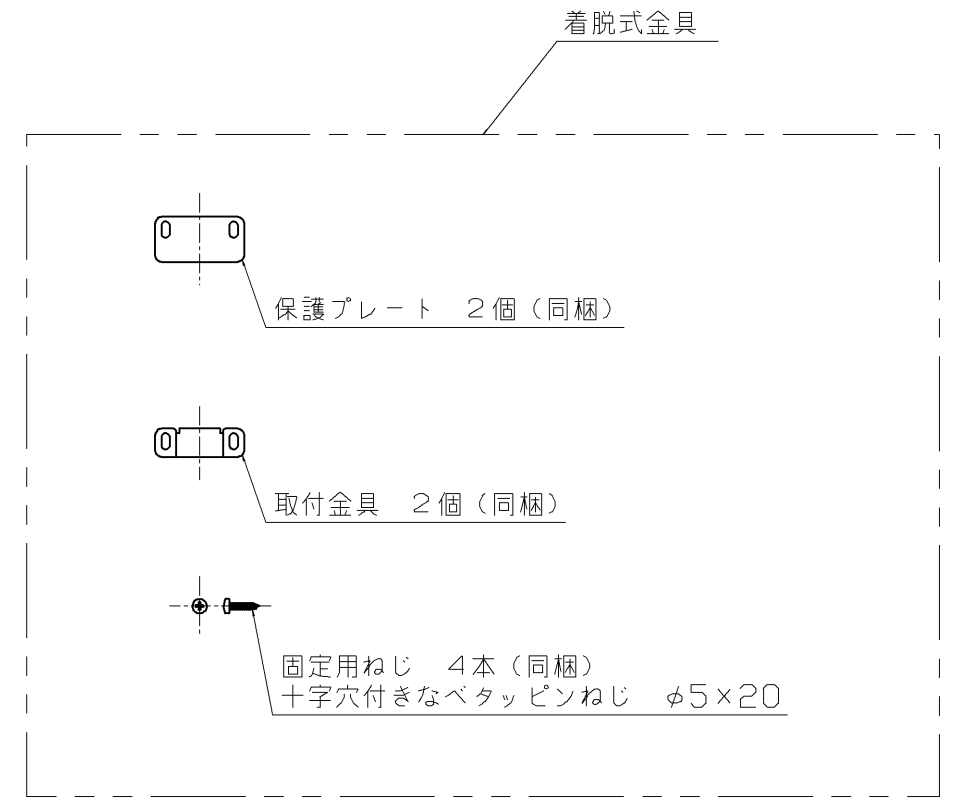 着脱式金具
保護プレート　2個（同梱）
取付金具　2個（同梱）
固定用ねじ　4本（同梱）
十字穴付きなベタッピンねじ　φ5×20